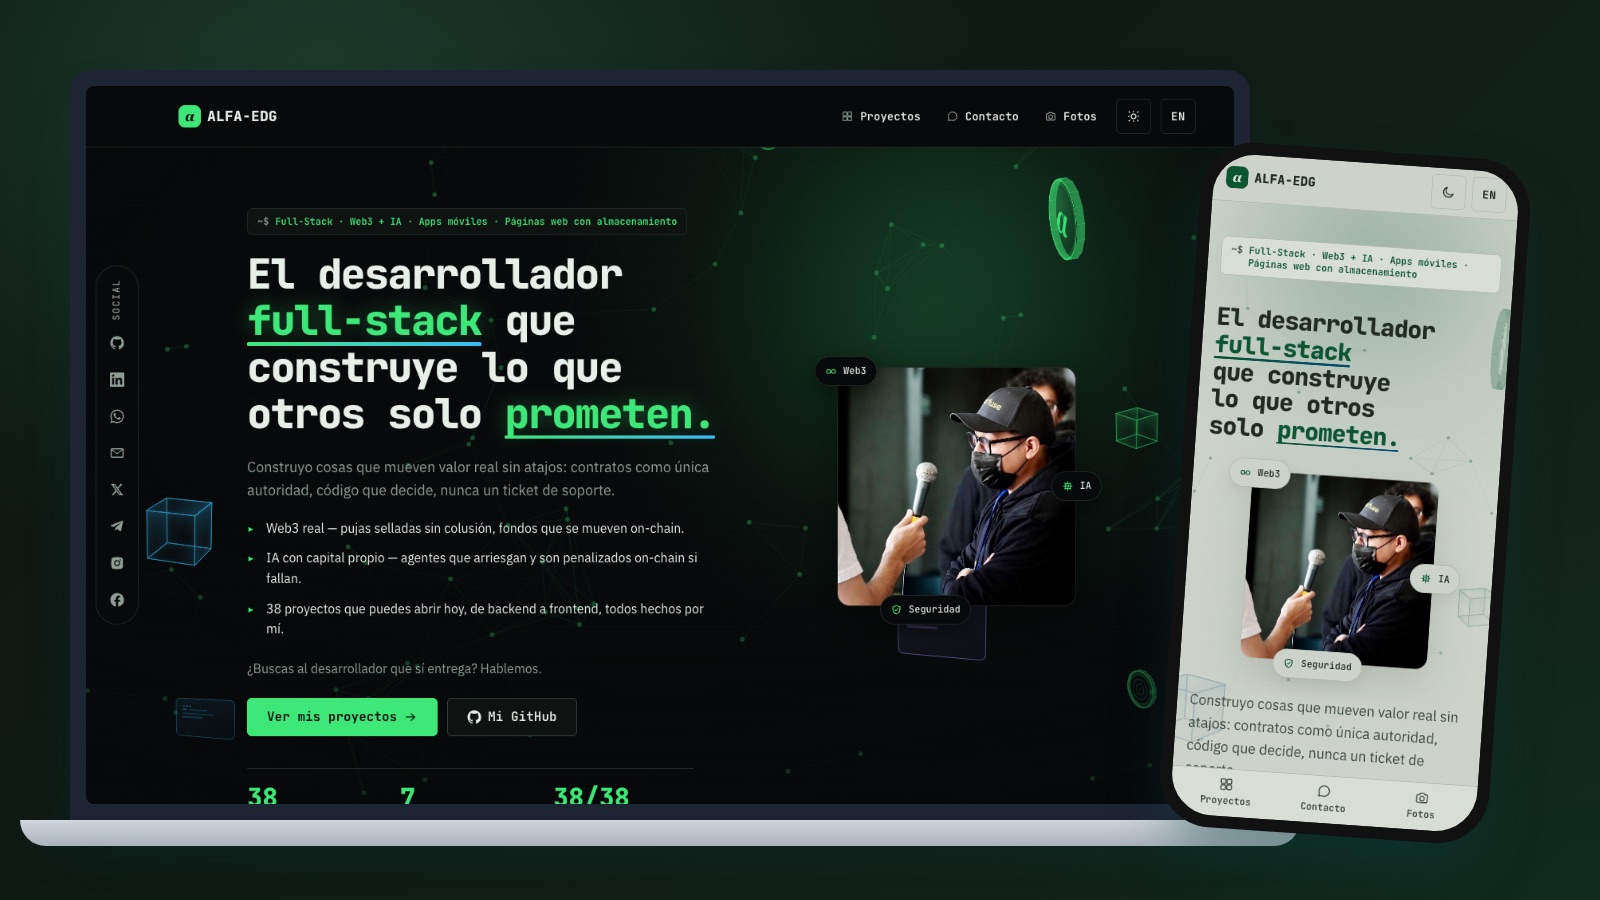 α ALFA-EDG
Proyectos
Contacto
Fotos
EN
SOCIAL
~$ Full-Stack · Web3 + IA · Apps móviles · Páginas web con almacenamiento
El desarrollador
full-stack que
construye lo que
otros solo prometen.
Construyo cosas que mueven valor real sin atajos: contratos como única
autoridad, código que decide, nunca un ticket de soporte.
Web3 real — pujas selladas sin colusión, fondos que se mueven on-chain.
IA con capital propio — agentes que arriesgan y son penalizados on-chain si
fallan.
38 proyectos que puedes abrir hoy, de backend a frontend, todos hechos por
mí.
¿Buscas al desarrollador que sí entrega? Hablemos.
Ver mis proyectos →
Mi GitHub
38
7
38/38
α
Web3
IA
Seguridad
α ALFA-EDG
EN
~$ Full-Stack · Web3 + IA · Apps móviles ·
Páginas web con almacenamiento
El desarrollador
full-stack
que construye
lo que otros
solo prometen.
Web3
IA
Seguridad
Construyo cosas que mueven valor real sin
atajos: contratos como única autoridad,
código que decide, nunca un ticket de
soporte.
Proyectos
Contacto
Fotos